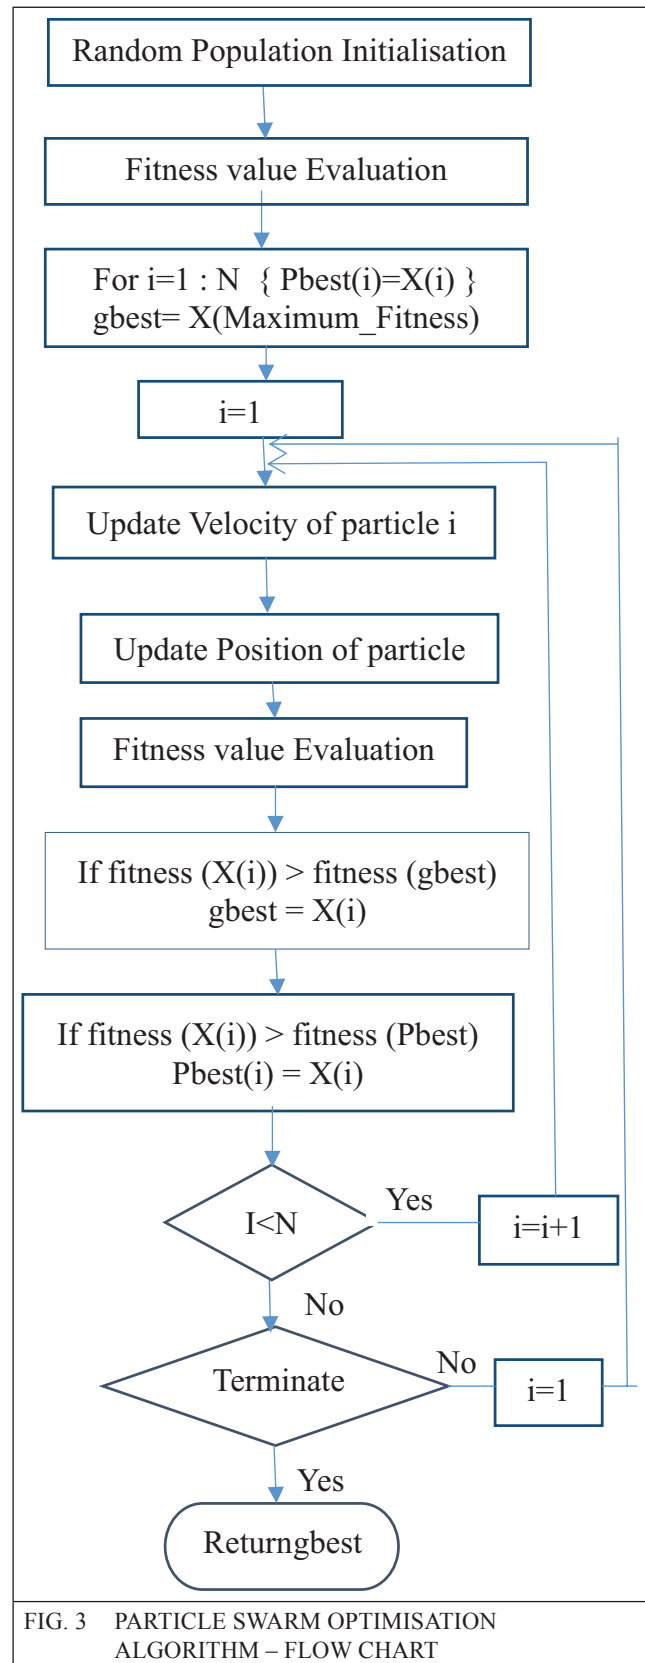 Random Population Initialisation
Fitness value Evaluation
For i=1 : N { Pbest(i)=X(i) }
gbest= X(Maximum_Fitness)
i=1
Update Velocity of particle i
Update Position of particle
Fitness value Evaluation
If fitness (X(i)) > fitness (gbest)
gbest = X(i)
If fitness (X(i)) > fitness (Pbest)
Pbest(i) = X(i)
I<N
Yes
i=i+1
No
Terminate
No
i=1
Yes
Returngbest
FIG. 3 PARTICLE SWARM OPTIMISATION
ALGORITHM – FLOW CHART